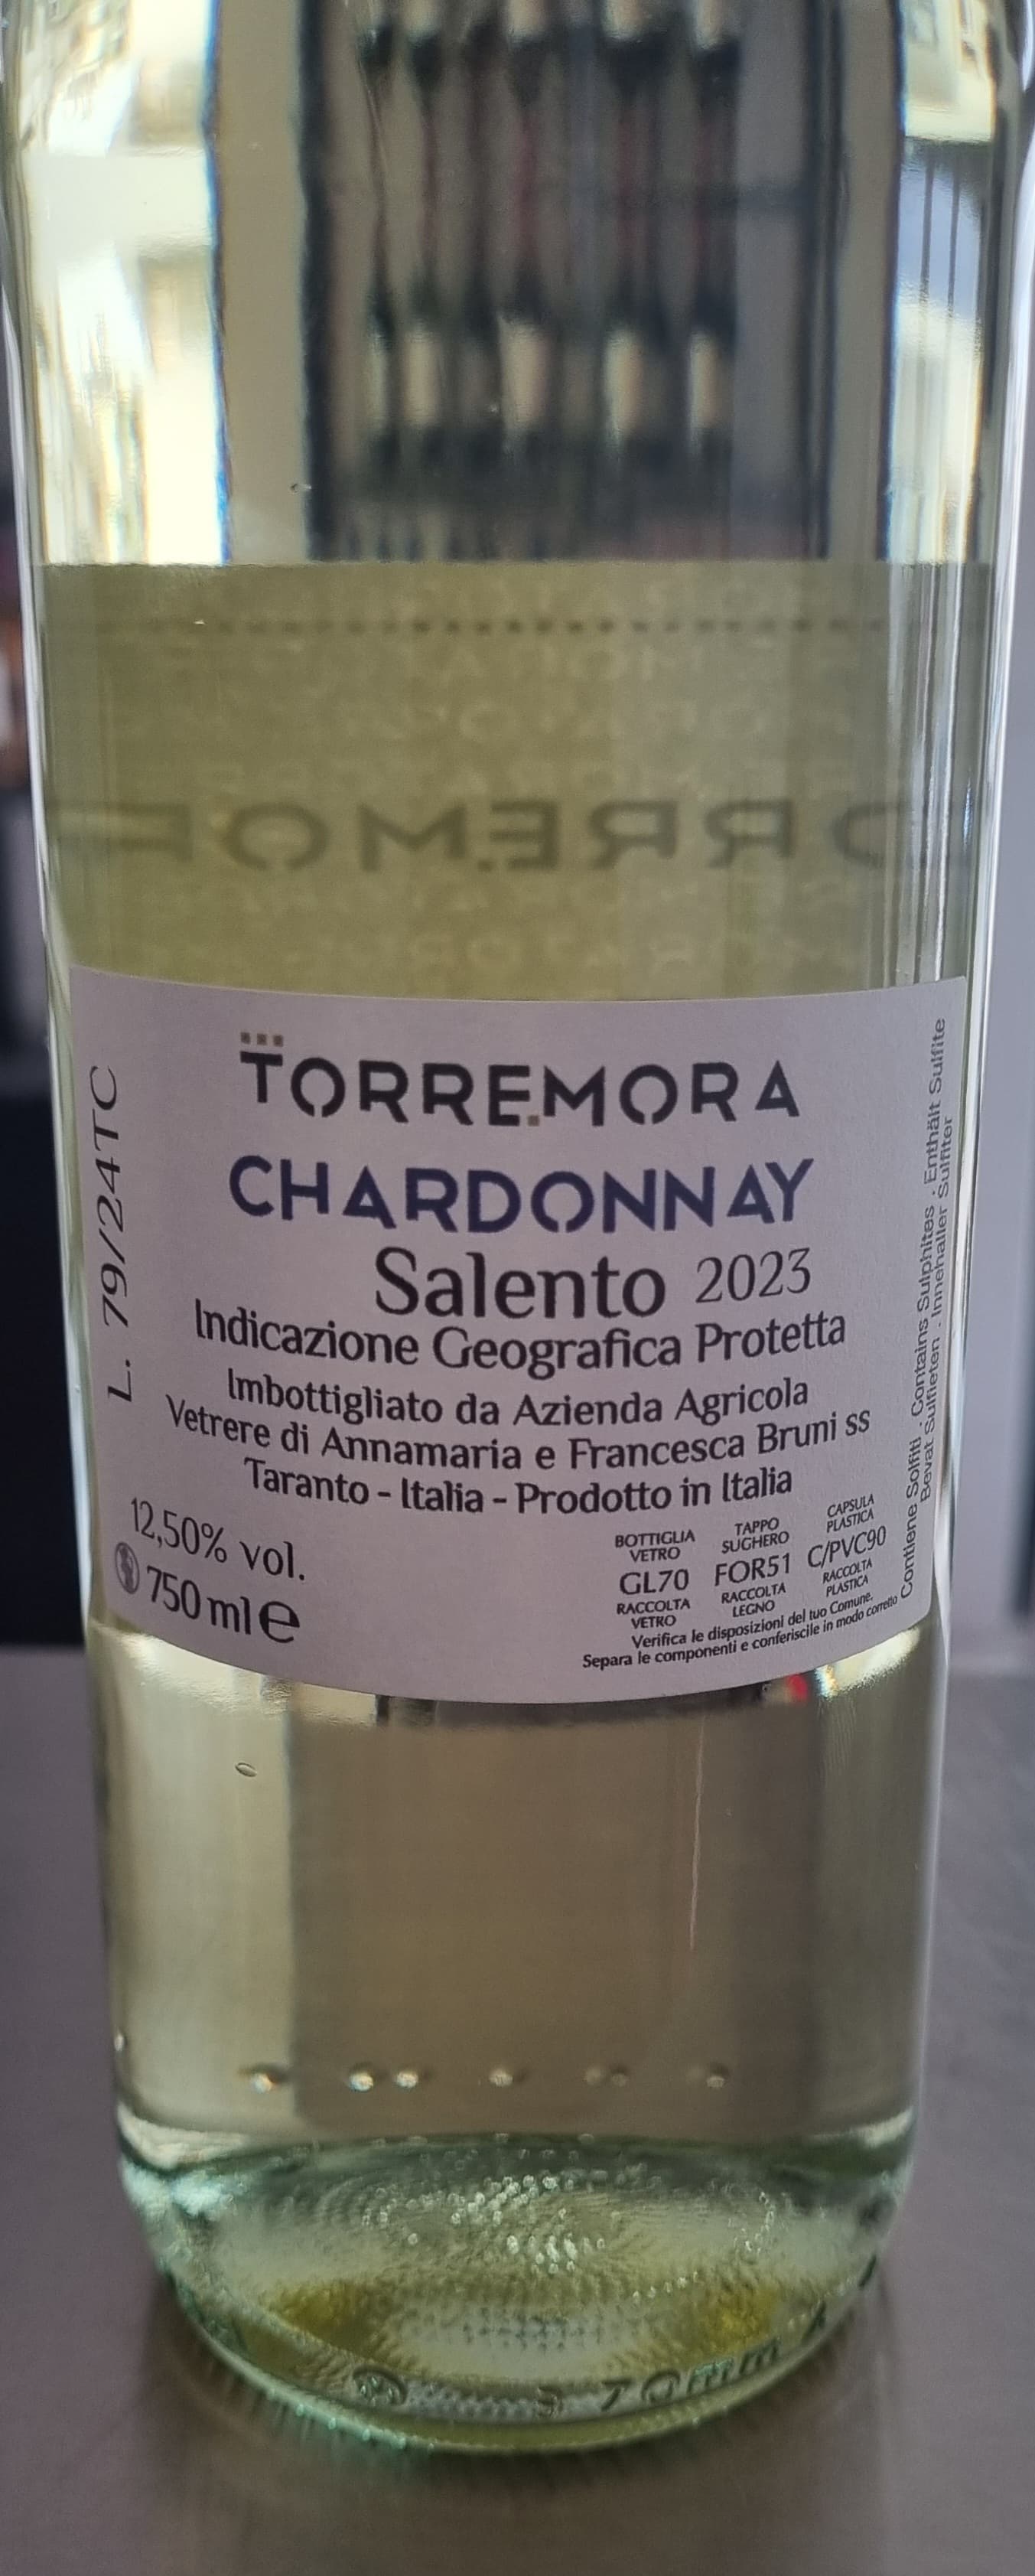 TORREMORA
CHARDONNAY
Salento 2023
Indicazione Geografica Protetta
Imbottigliato da Azienda Agricola
Vetrere di Annamaria e Francesca Bruni ss
Taranto - Italia - Prodotto in Italia
12,50% vol.
750 ml e
BOTTIGLIA
VETRO
GL70
RACCOLTA
VETRO
TAPPO
SUGHERO
FOR51
RACCOLTA
LEGNO
CAPSULA
PLASTICA
C/PVC90
RACCOLTA
PLASTICA
Verifica le disposizioni del tuo Comune.
Separa le componenti e conferiscile in modo corretto
L. 79/24TC
Contiene Solfiti . Contains Sulphites . Enthält Sulfite
Bevat Sulfieten . Innehaller Sulfiter
70mm